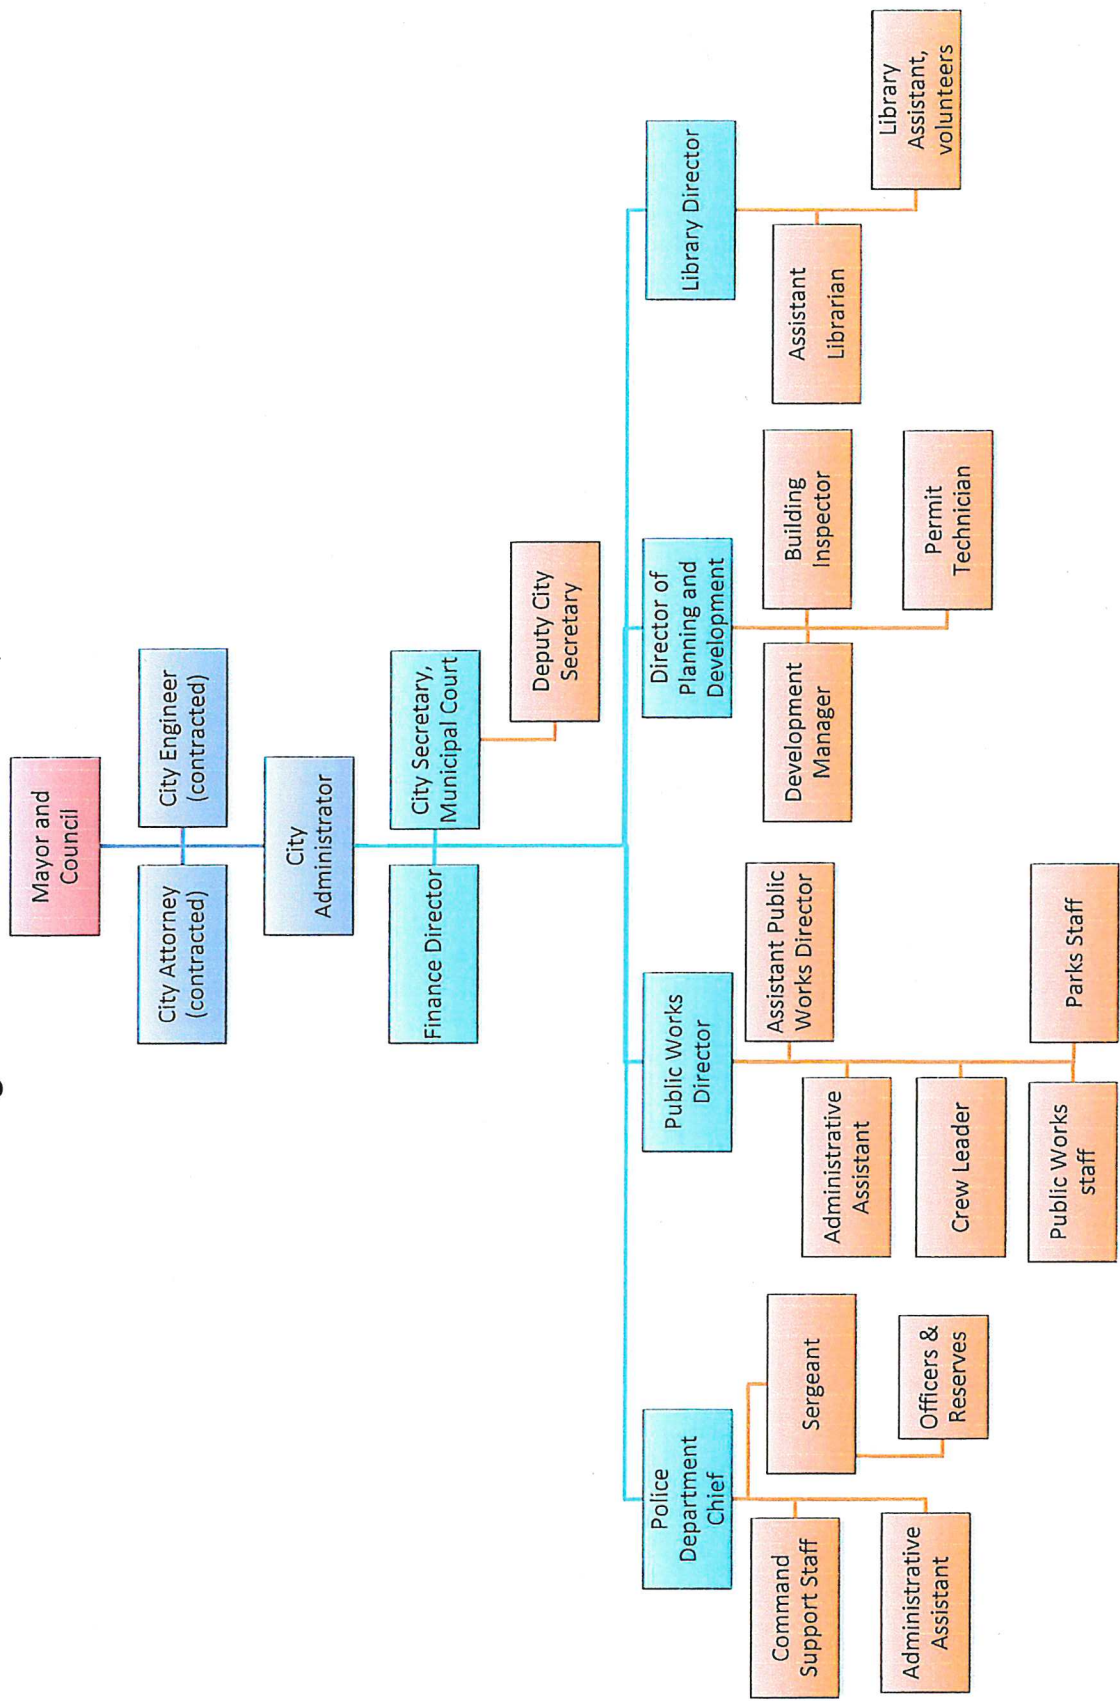 Mayor and
Council
City Attorney
(contracted)
City Engineer
(contracted)
City
Administrator
Finance Director
City Secretary,
Municipal Court
Deputy City
Secretary
Police
Department
Chief
Public Works
Director
Director of
Planning and
Development
Library Director
Command
Support Staff
Sergeant
Administrative
Assistant
Officers &
Reserves
Assistant Public
Works Director
Administrative
Assistant
Crew Leader
Public Works
staff
Parks Staff
Development
Manager
Building
Inspector
Permit
Technician
Assistant
Librarian
Library
Assistant,
volunteers